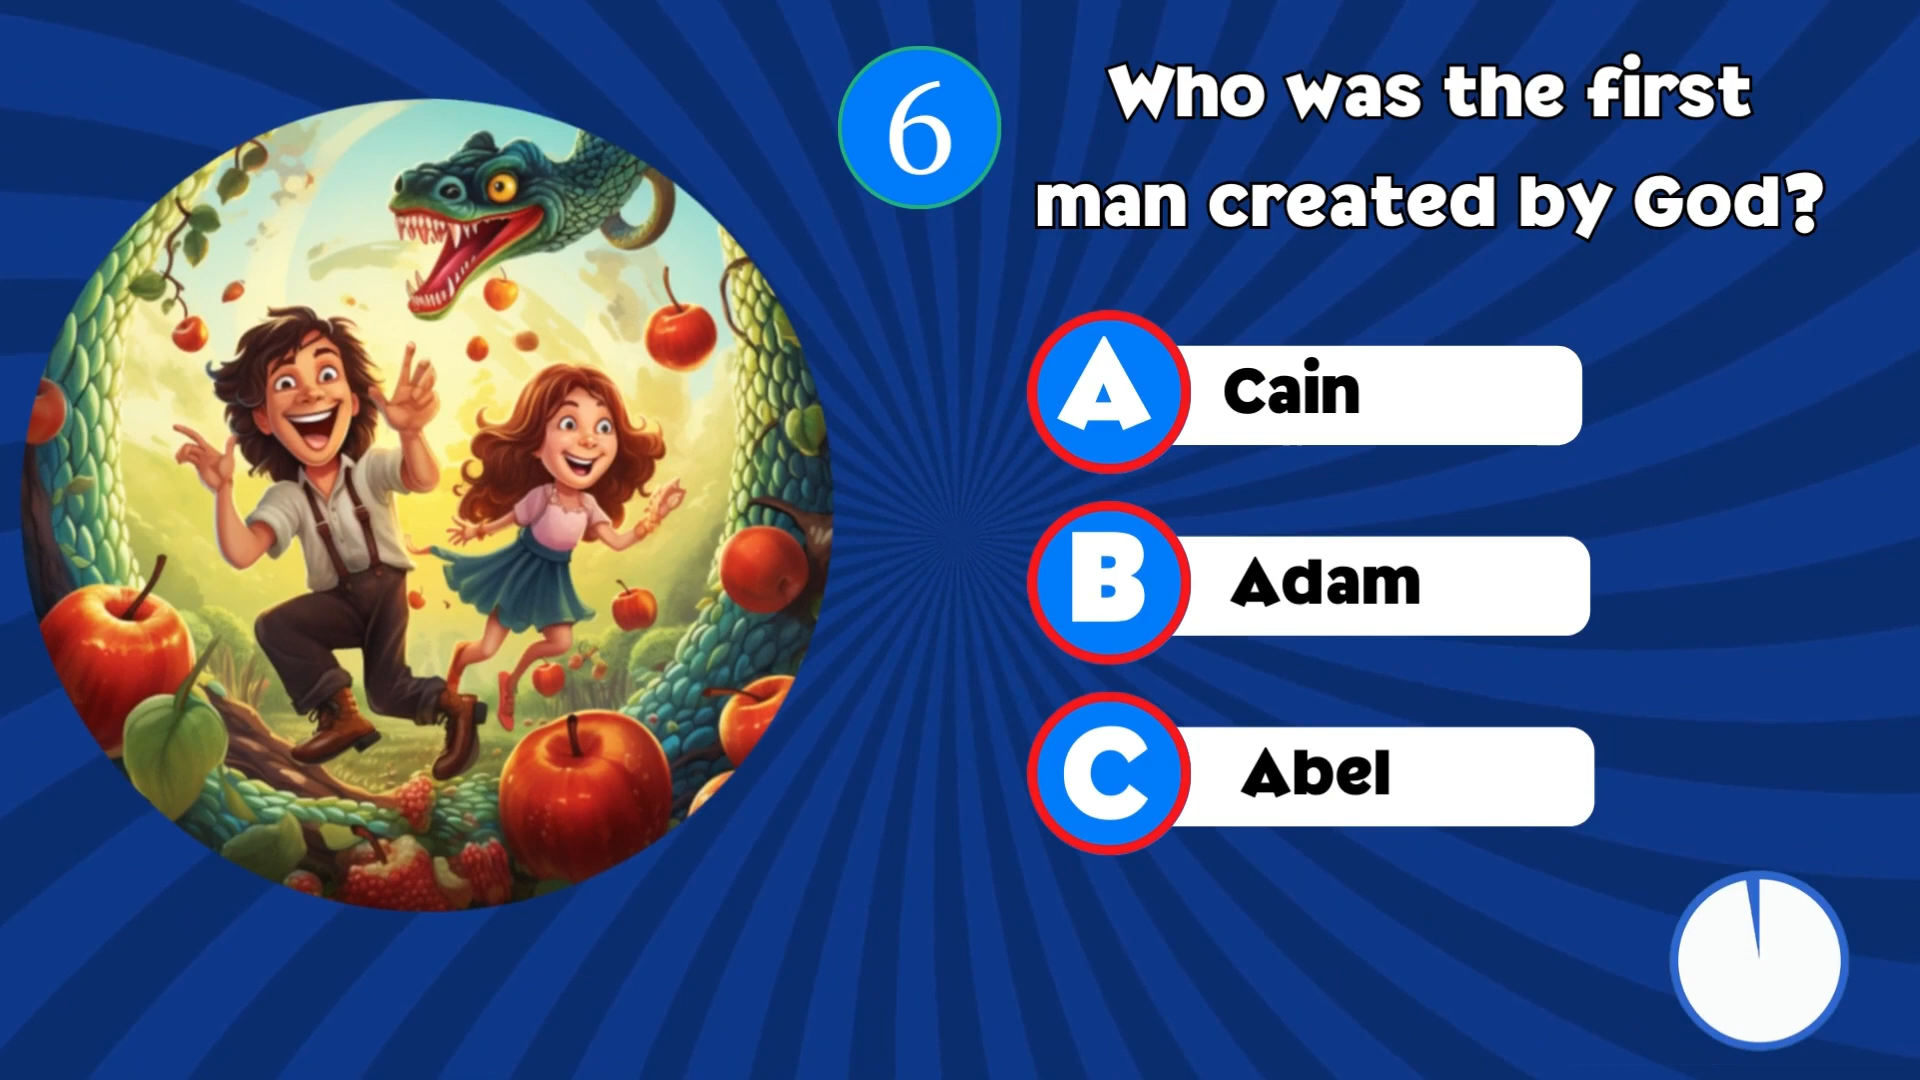 6
Who was the first
man created by God?
A Cain
B Adam
C Abel